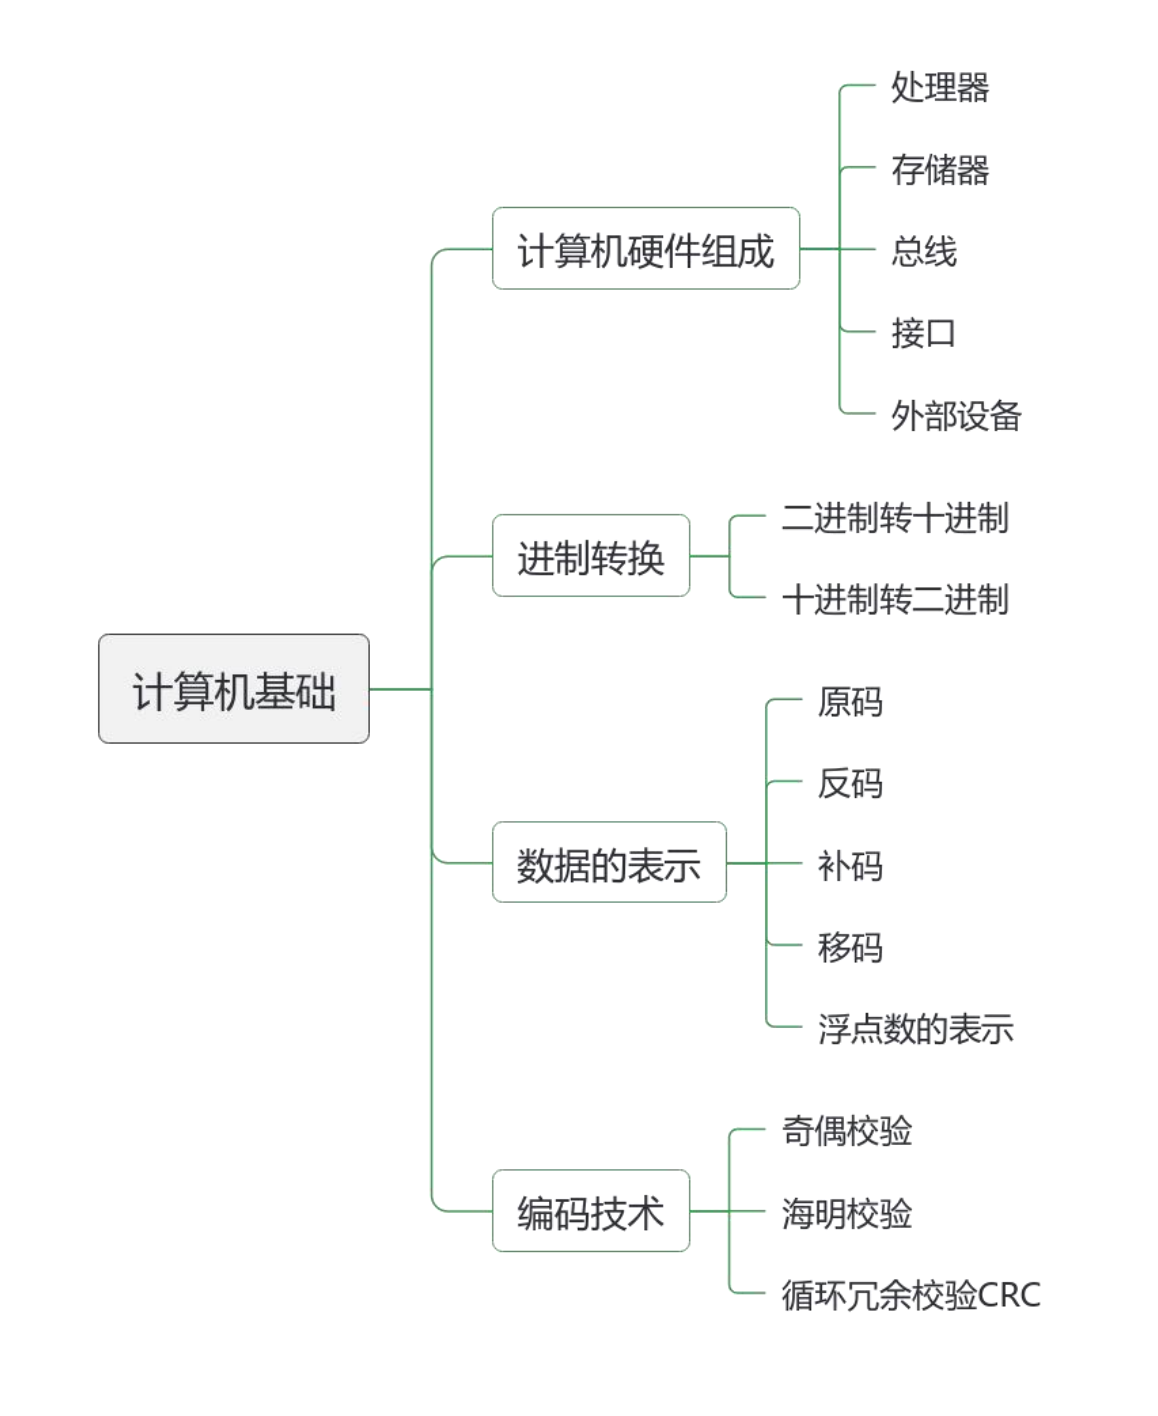 计算机基础
计算机硬件组成
处理器
存储器
总线
接口
外部设备
进制转换
二进制转十进制
十进制转二进制
数据的表示
原码
反码
补码
移码
浮点数的表示
编码技术
奇偶校验
海明校验
循环冗余校验CRC